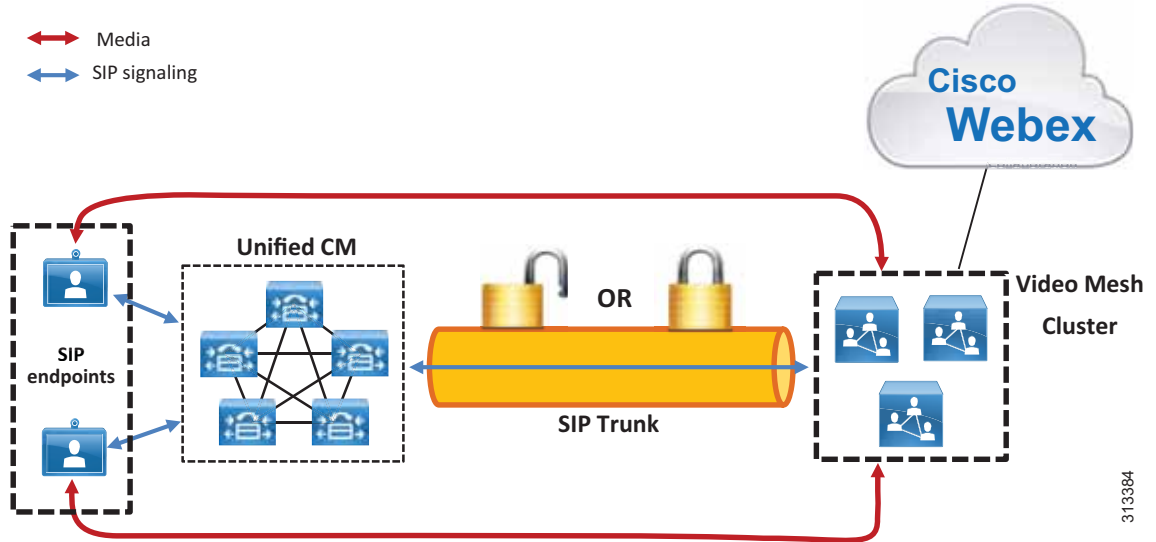 Media
SIP signaling
Cisco
Webex
Unified CM
OR
Video Mesh
Cluster
SIP
endpoints
SIP Trunk
313384